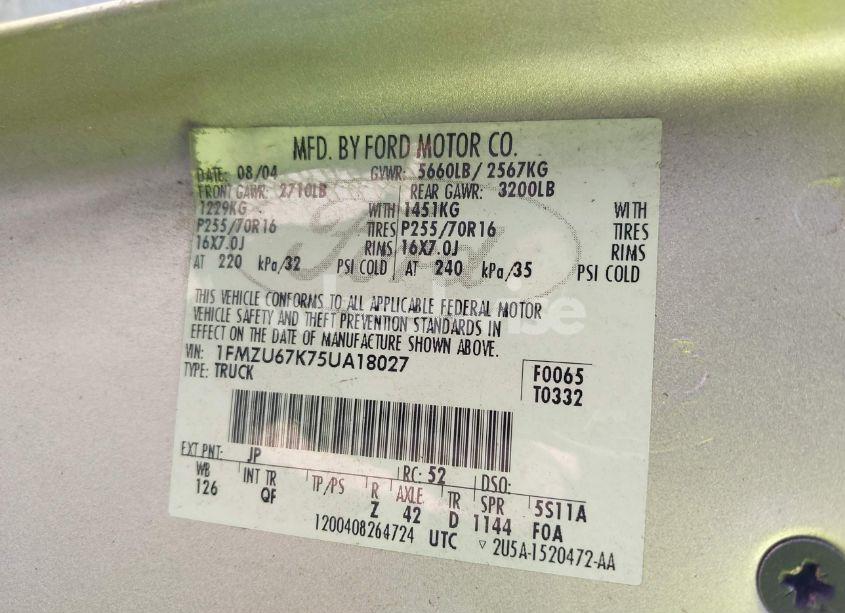 MFD. BY FORD MOTOR CO.
DATE: 08/04 GVWR: 5660LB / 2567KG
FRONT GAWR: 2710LB REAR GAWR: 3200LB
1229KG WITH 1451KG WITH
P255/70R16 TIRES P255/70R16 TIRES
16X7.0J RIMS 16X7.0J RIMS
AT 220 kPa/32 PSI COLD AT 240 kPa/35 PSI COLD
THIS VEHICLE CONFORMS TO ALL APPLICABLE FEDERAL MOTOR
VEHICLE SAFETY AND THEFT PREVENTION STANDARDS IN
EFFECT ON THE DATE OF MANUFACTURE SHOWN ABOVE.
VIN: 1FMZU67K75UA18027
TYPE: TRUCK
F0065
T0332
EXT PNT: JP RC: 52 DSO:
WB INT TR TP/PS R AXLE TR SPR 5S11A
126 QF Z 42 D 1144 F0A
1200408264724 UTC ▽ 2U5A-1520472-AA
Ford